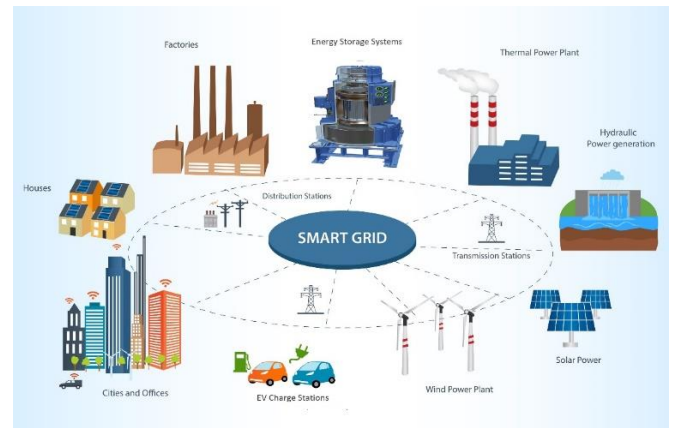 Factories
Energy Storage Systems
Thermal Power Plant
Hydraulic
Power generation
Houses
Distribution Stations
SMART GRID
Transmission Stations
Solar Power
Wind Power Plant
Cities and Offices
EV Charge Stations